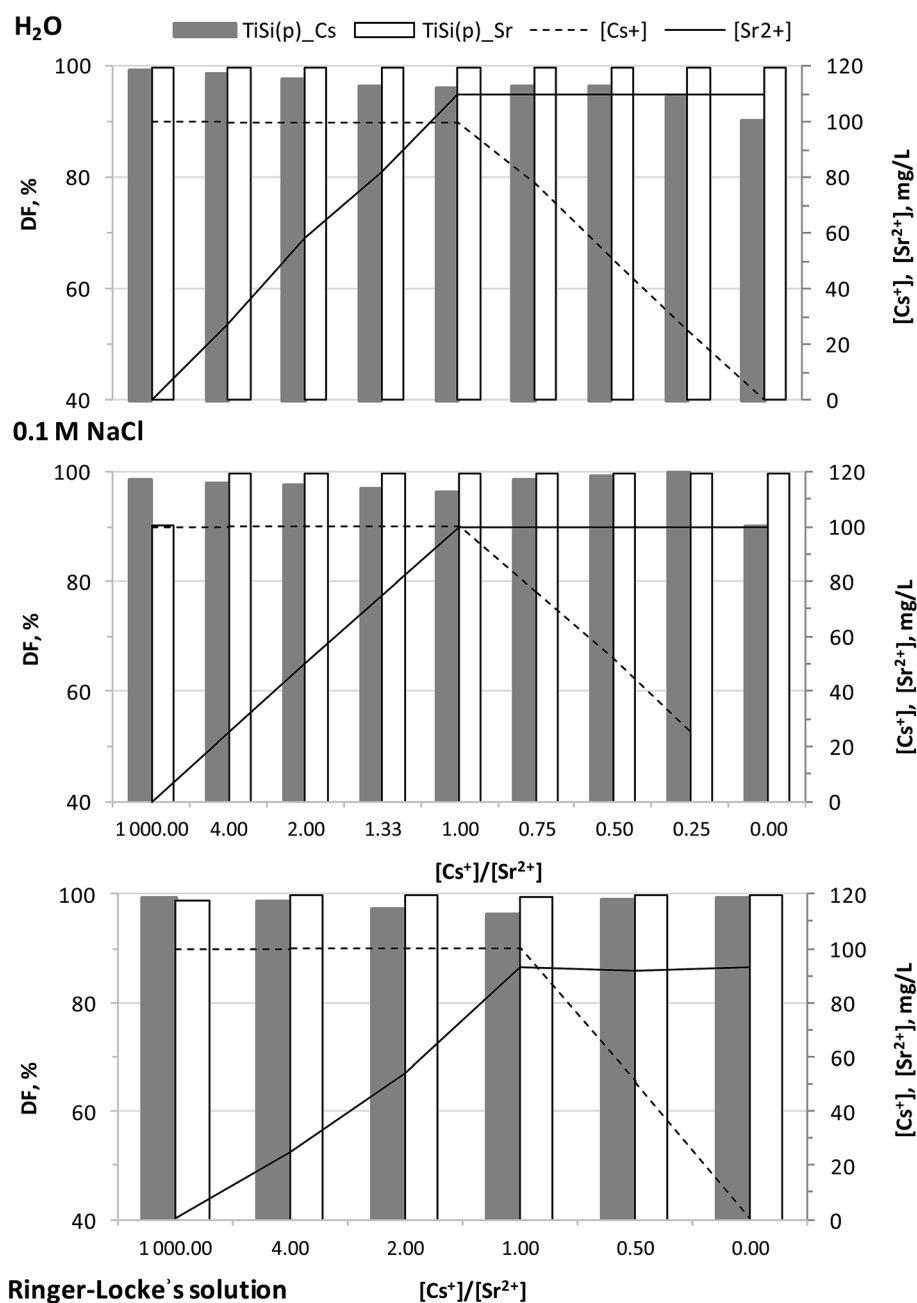 H₂O
TiSi(p)_Cs TiSi(p)_Sr [Cs+] [Sr2+]
100
80
60
40
DF, %
120
100
80
60
40
20
0
[Cs⁺], [Sr²⁺], mg/L
0.1 M NaCl
100
80
60
40
DF, %
120
100
80
60
40
20
0
[Cs⁺], [Sr²⁺], mg/L
1 000.00 4.00 2.00 1.33 1.00 0.75 0.50 0.25 0.00
[Cs⁺]/[Sr²⁺]
100
80
60
40
DF, %
120
100
80
60
40
20
0
[Cs⁺], [Sr²⁺], mg/L
1 000.00 4.00 2.00 1.00 0.50 0.00
Ringer-Locke's solution [Cs⁺]/[Sr²⁺]